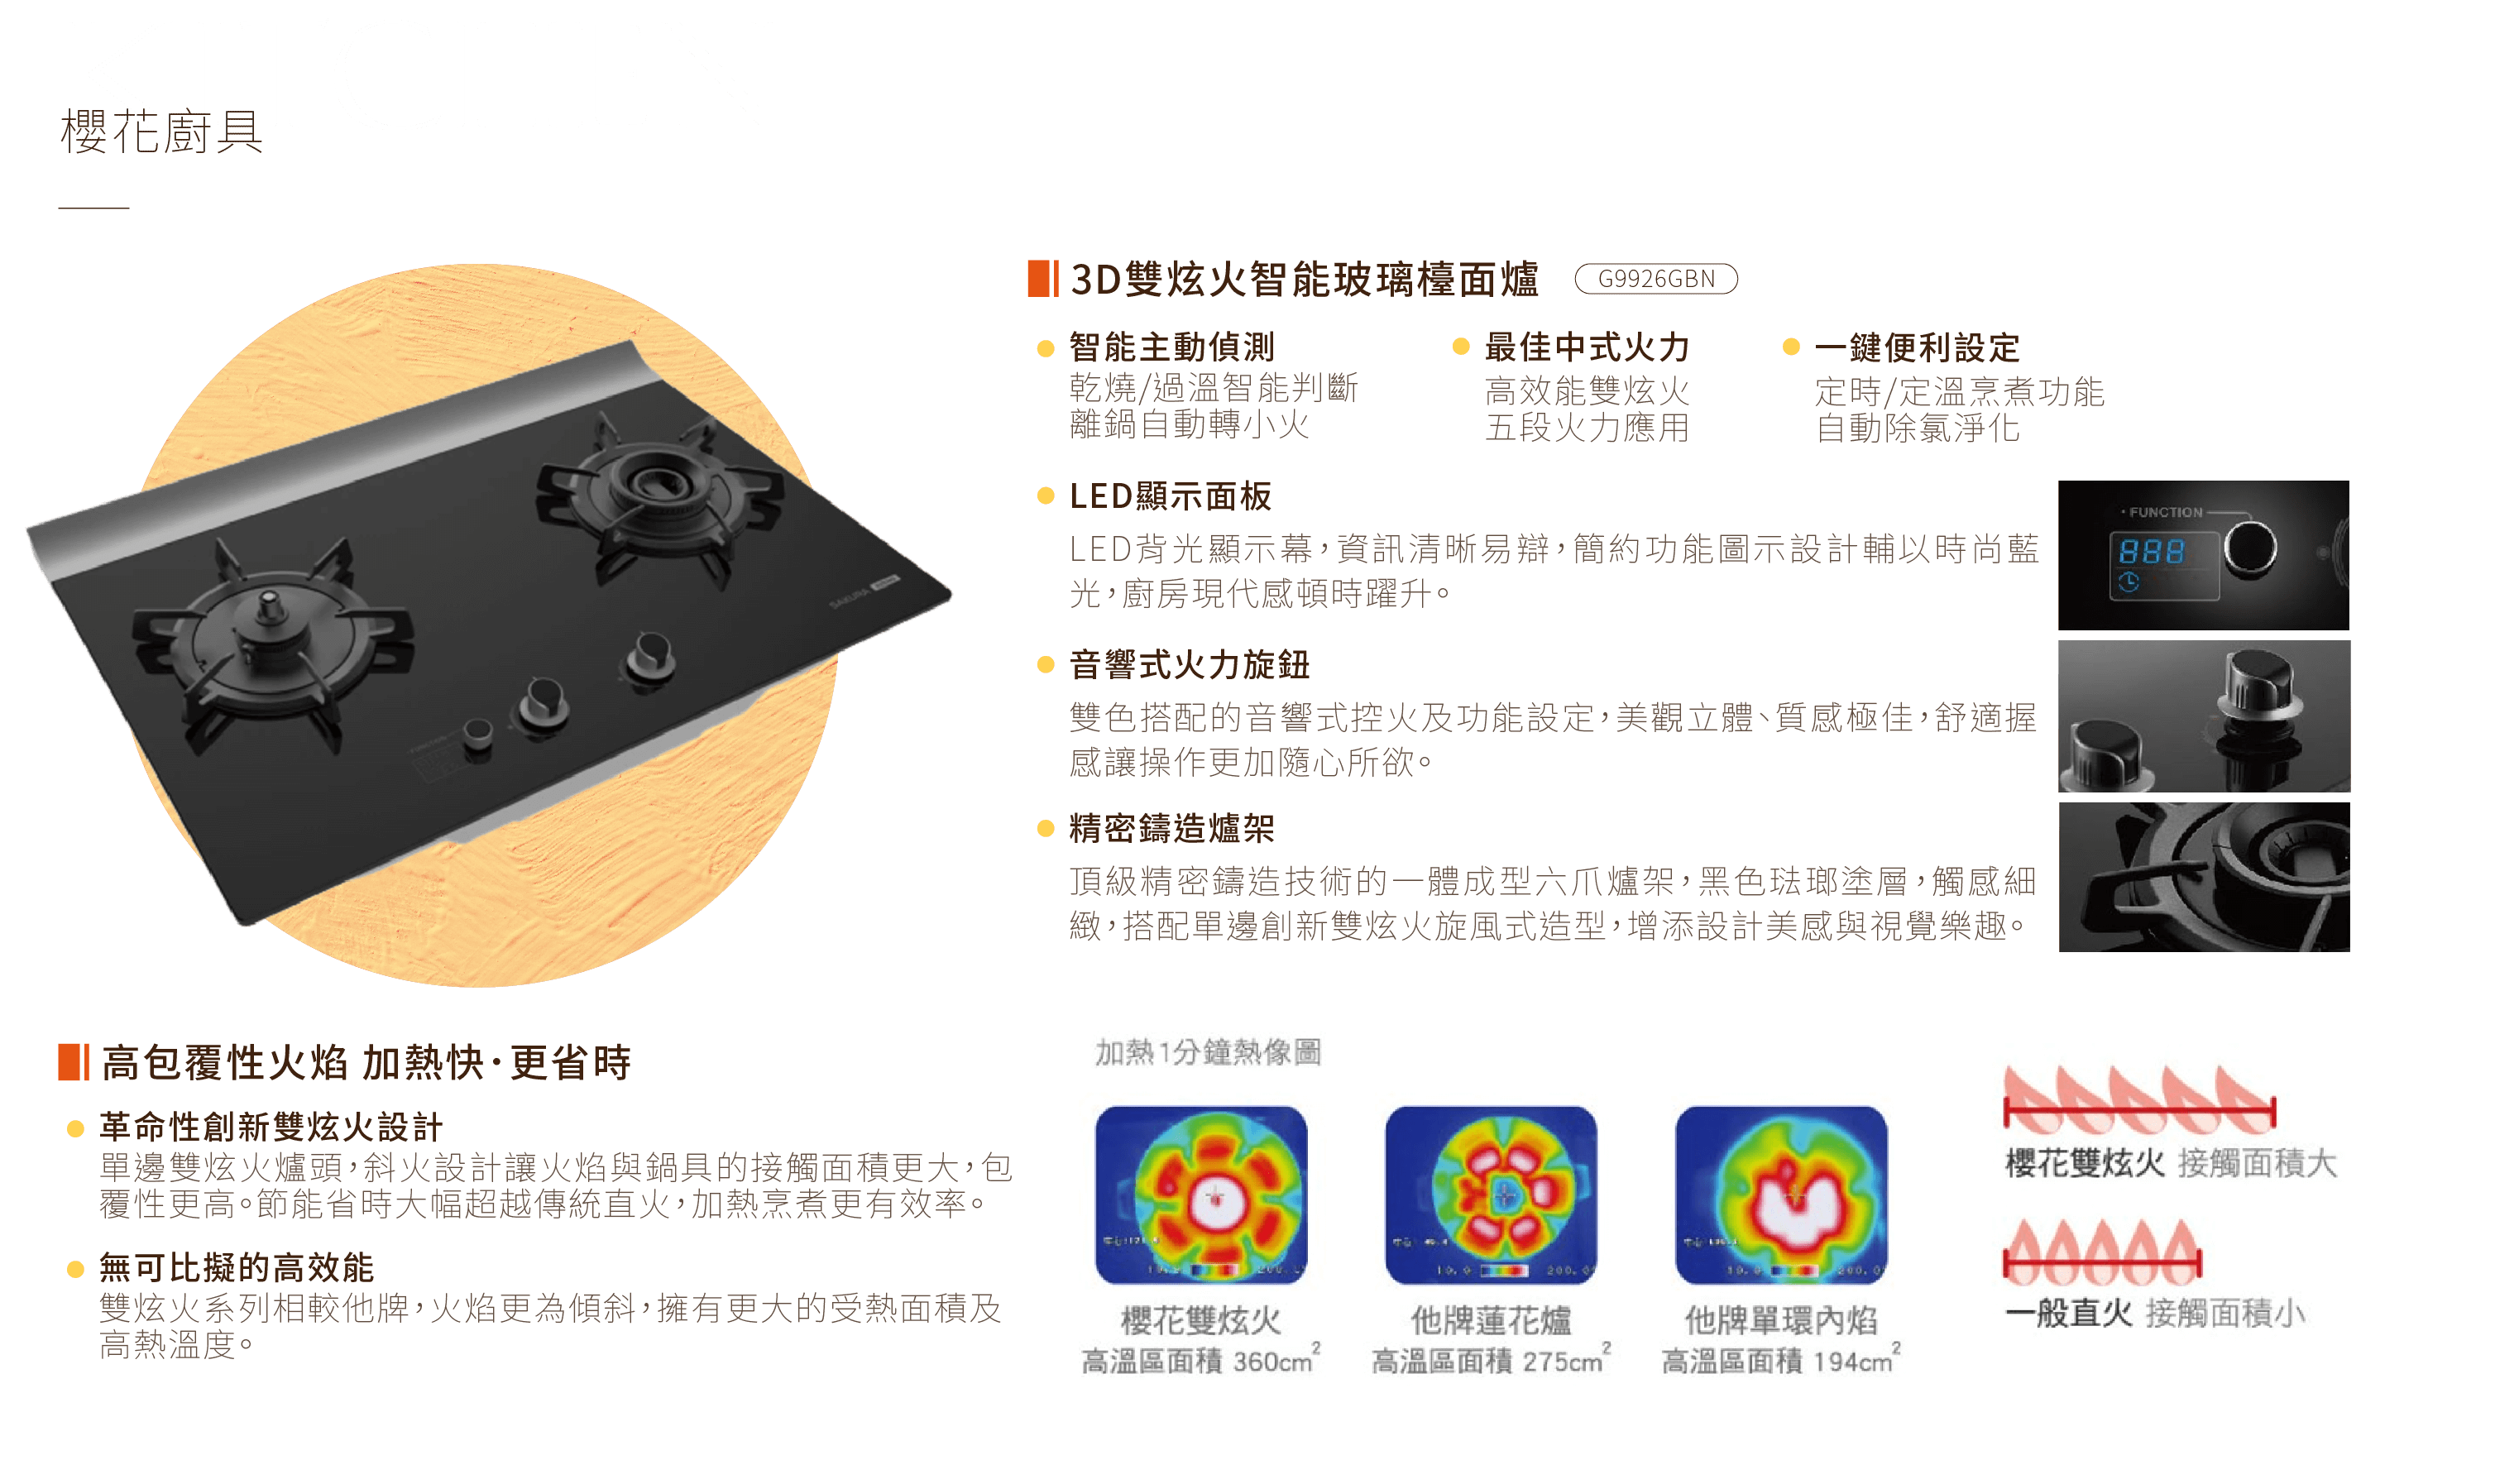 櫻花廚具
3D雙炫火智能玻璃檯面爐 G9926GBN
智能主動偵測
乾燒/過溫智能判斷
離鍋自動轉小火
最佳中式火力
高效能雙炫火
五段火力應用
一鍵便利設定
定時/定溫烹煮功能
自動除氯淨化
LED顯示面板
LED背光顯示幕,資訊清晰易辯,簡約功能圖示設計輔以時尚藍
光,廚房現代感頓時躍升。
• FUNCTION
888
音響式火力旋鈕
雙色搭配的音響式控火及功能設定,美觀立體、質感極佳,舒適握
感讓操作更加隨心所欲。
精密鑄造爐架
頂級精密鑄造技術的一體成型六爪爐架,黑色琺瑯塗層,觸感細
緻,搭配單邊創新雙炫火旋風式造型,增添設計美感與視覺樂趣。
SAKURA
高包覆性火焰 加熱快·更省時
革命性創新雙炫火設計
單邊雙炫火爐頭,斜火設計讓火焰與鍋具的接觸面積更大,包
覆性更高。節能省時大幅超越傳統直火,加熱烹煮更有效率。
無可比擬的高效能
雙炫火系列相較他牌,火焰更為傾斜,擁有更大的受熱面積及
高熱溫度。
加熱1分鐘熱像圖
櫻花雙炫火
高溫區面積 360cm²
他牌蓮花爐
高溫區面積 275cm²
他牌單環內焰
高溫區面積 194cm²
櫻花雙炫火 接觸面積大
一般直火 接觸面積小